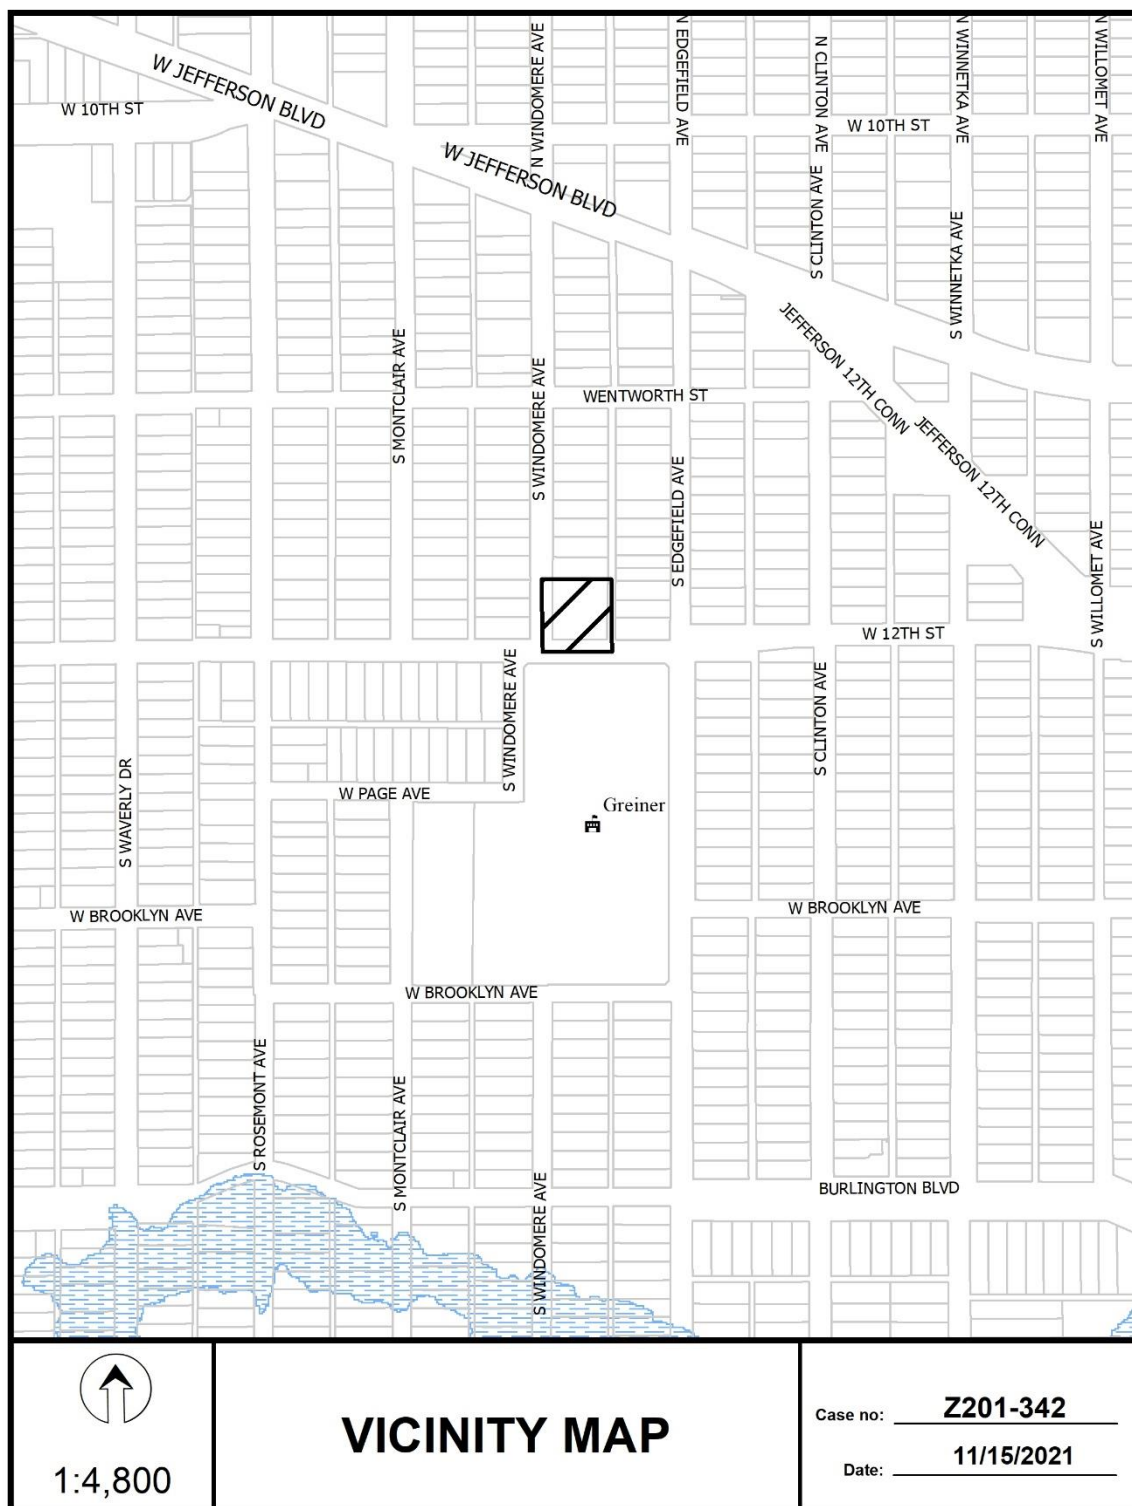 N WINDOMERE AVE
N EDGEFIELD AVE
N CLINTON AVE
N WINNETKA AVE
N WILLOMET AVE
W JEFFERSON BLVD
W 10TH ST
W 10TH ST
W JEFFERSON BLVD
S CLINTON AVE
S WINNETKA AVE
S MONTCLAIR AVE
S WINDOMERE AVE
WENTWORTH ST
JEFFERSON 12TH CONN
JEFFERSON 12TH CONN
S EDGEFIELD AVE
S WILLOMET AVE
W 12TH ST
S WINDOMERE AVE
S CLINTON AVE
S WAVERLY DR
W PAGE AVE
Greiner
W BROOKLYN AVE
W BROOKLYN AVE
W BROOKLYN AVE
S ROSEMONT AVE
S MONTCLAIR AVE
S WINDOMERE AVE
BURLINGTON BLVD
1:4,800
VICINITY MAP
Case no: Z201-342
Date: 11/15/2021